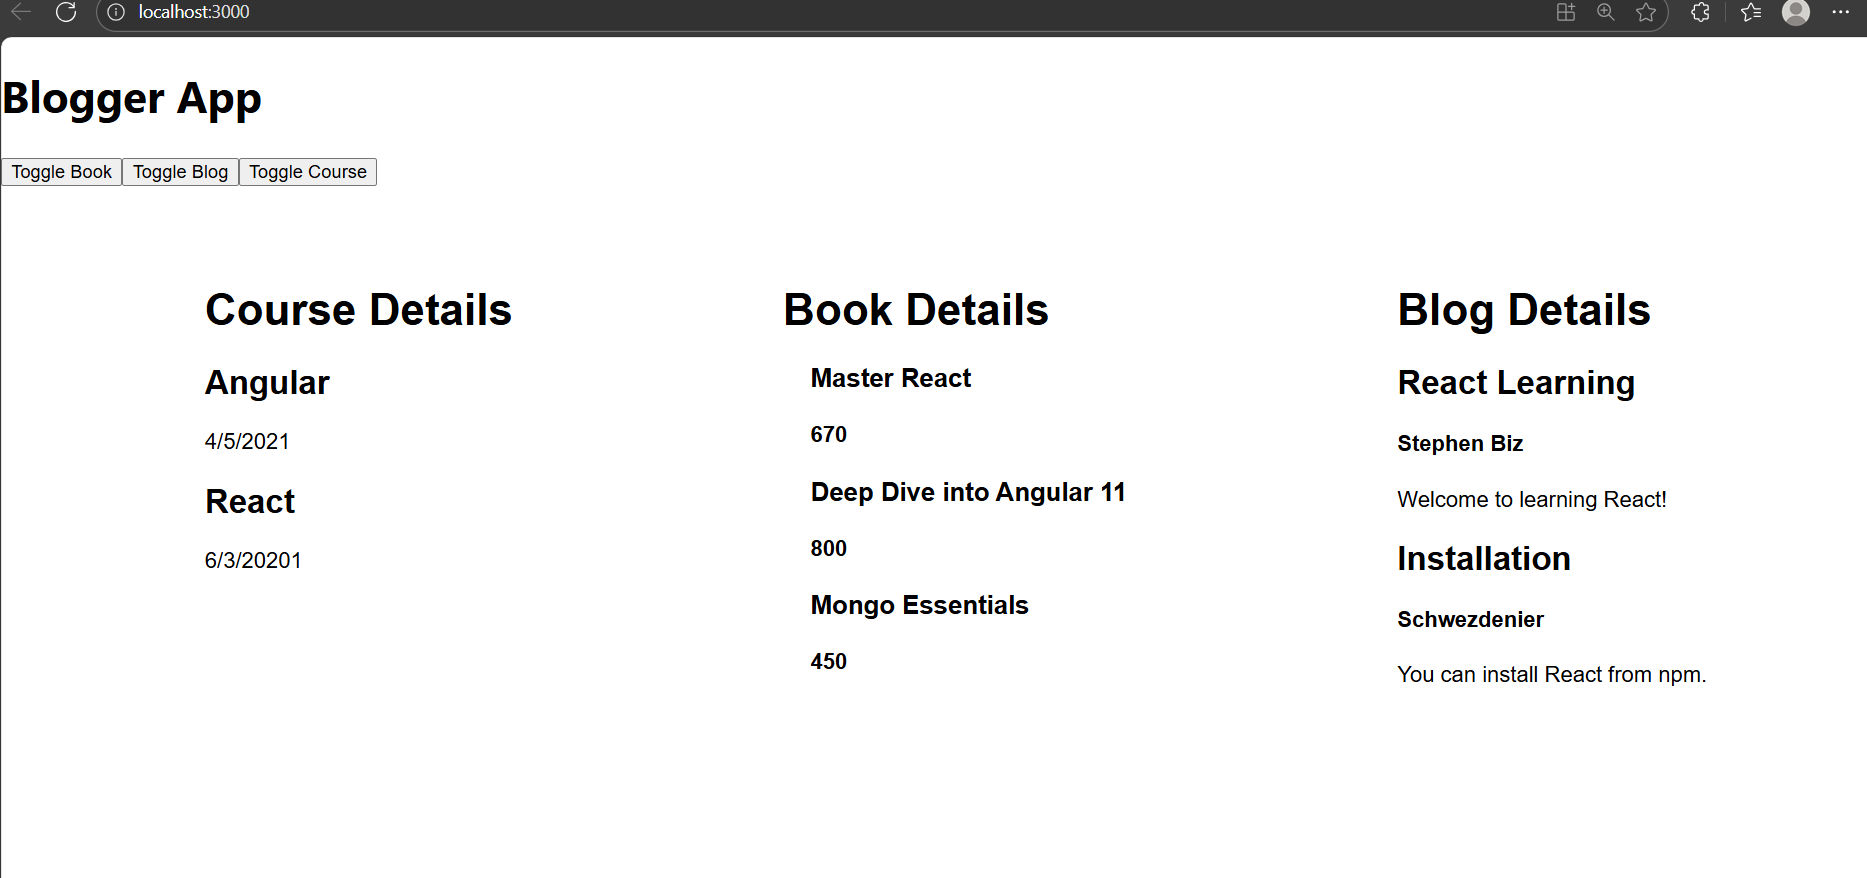 localhost:3000
Blogger App
Toggle Book Toggle Blog Toggle Course
Course Details
Angular
4/5/2021
React
6/3/20201
Book Details
Master React
670
Deep Dive into Angular 11
800
Mongo Essentials
450
Blog Details
React Learning
Stephen Biz
Welcome to learning React!
Installation
Schwezdenier
You can install React from npm.